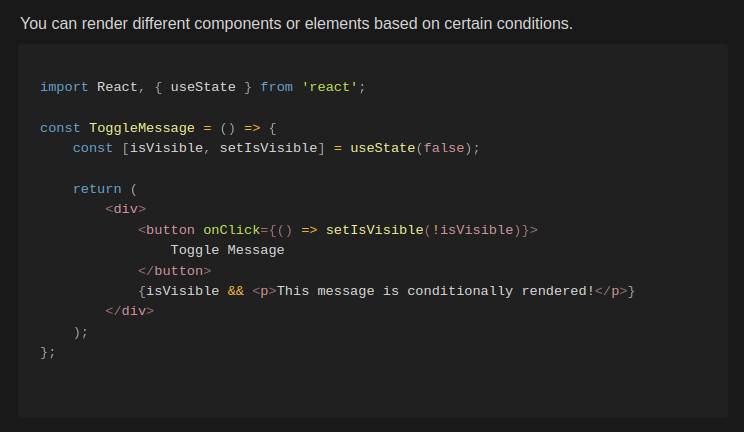 You can render different components or elements based on certain conditions.
import React, { useState } from 'react';
const ToggleMessage = () => {
    const [isVisible, setIsVisible] = useState(false);
    return (
        <div>
            <button onClick={() => setIsVisible(!isVisible)}>
                Toggle Message
            </button>
            {isVisible && <p>This message is conditionally rendered!</p>}
        </div>
    );
};